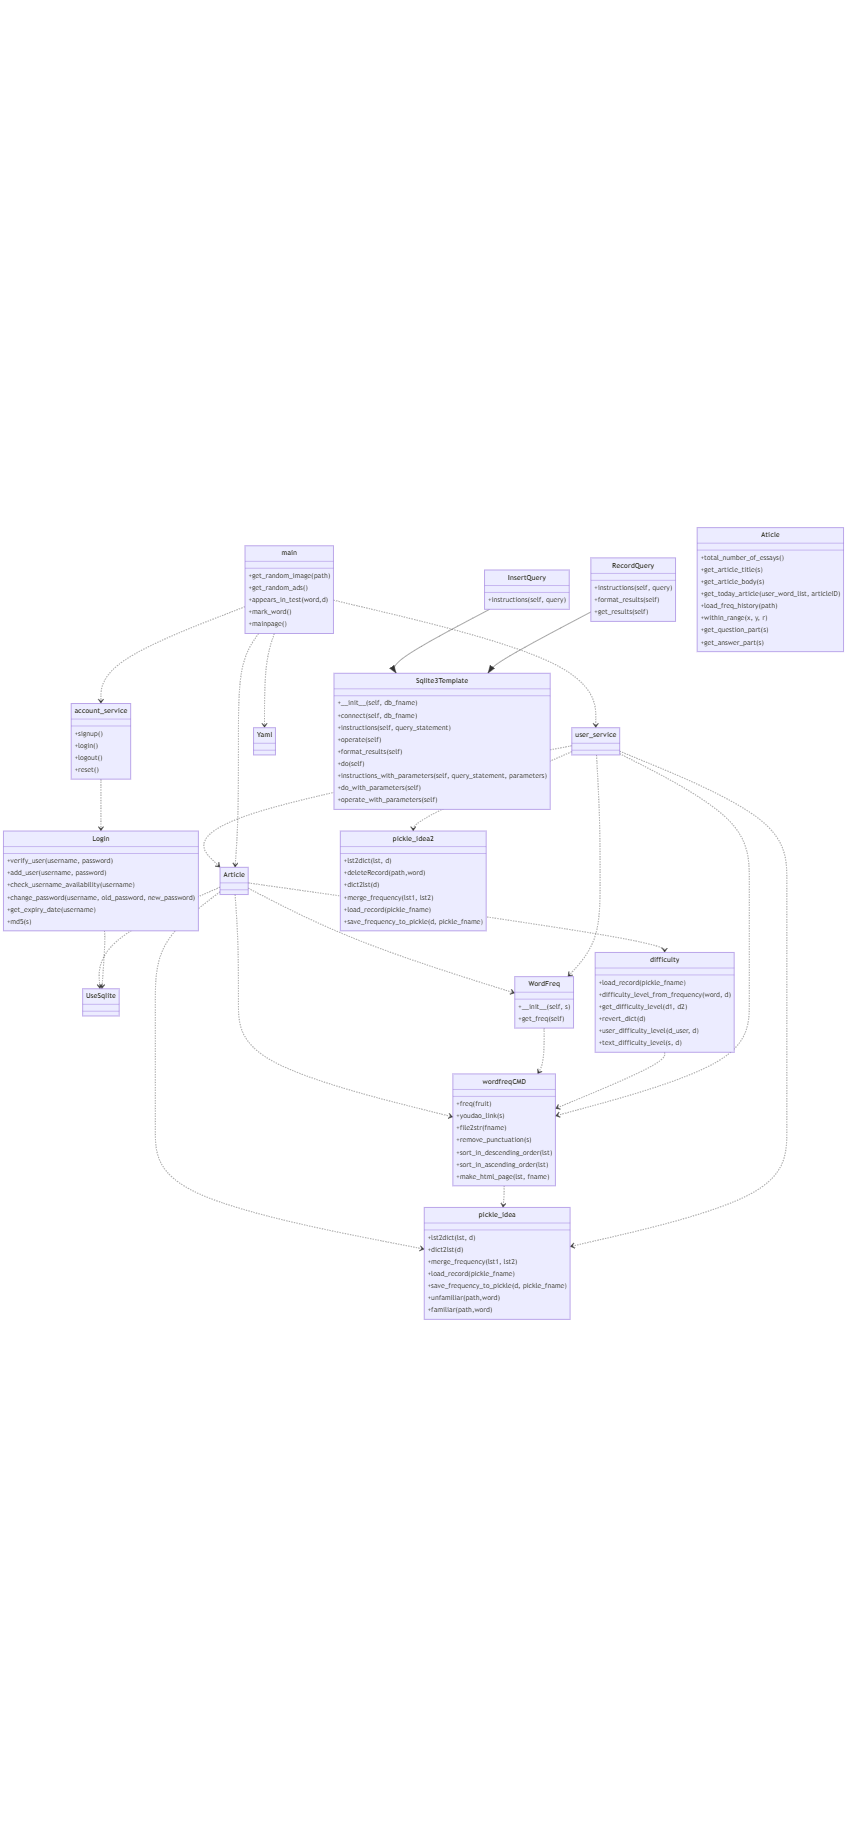 main
+get_random_image(path)
+get_random_ads()
+appears_in_test(word,d)
+mark_word()
+mainpage()
InsertQuery
+instructions(self, query)
RecordQuery
+instructions(self, query)
+format_results(self)
+get_results(self)
Aticle
+total_number_of_essays()
+get_article_title(s)
+get_article_body(s)
+get_today_article(user_word_list, articleID)
+load_freq_history(path)
+within_range(x, y, r)
+get_question_part(s)
+get_answer_part(s)
account_service
+signup()
+login()
+logout()
+reset()
Yaml
Sqlite3Template
+__init__(self, db_fname)
+connect(self, db_fname)
+instructions(self, query_statement)
+operate(self)
+format_results(self)
+do(self)
+instructions_with_parameters(self, query_statement, parameters)
+do_with_parameters(self)
+operate_with_parameters(self)
user_service
Login
+verify_user(username, password)
+add_user(username, password)
+check_username_availability(username)
+change_password(username, old_password, new_password)
+get_expiry_date(username)
+md5(s)
Article
pickle_idea2
+lst2dict(lst, d)
+deleteRecord(path,word)
+dict2lst(d)
+merge_frequency(lst1, lst2)
+load_record(pickle_fname)
+save_frequency_to_pickle(d, pickle_fname)
UseSqlite
WordFreq
+__init__(self, s)
+get_freq(self)
difficulty
+load_record(pickle_fname)
+difficulty_level_from_frequency(word, d)
+get_difficulty_level(d1, d2)
+revert_dict(d)
+user_difficulty_level(d_user, d)
+text_difficulty_level(s, d)
wordfreqCMD
+freq(fruit)
+youdao_link(s)
+file2str(fname)
+remove_punctuation(s)
+sort_in_descending_order(lst)
+sort_in_ascending_order(lst)
+make_html_page(lst, fname)
pickle_idea
+lst2dict(lst, d)
+dict2lst(d)
+merge_frequency(lst1, lst2)
+load_record(pickle_fname)
+save_frequency_to_pickle(d, pickle_fname)
+unfamiliar(path,word)
+familiar(path,word)